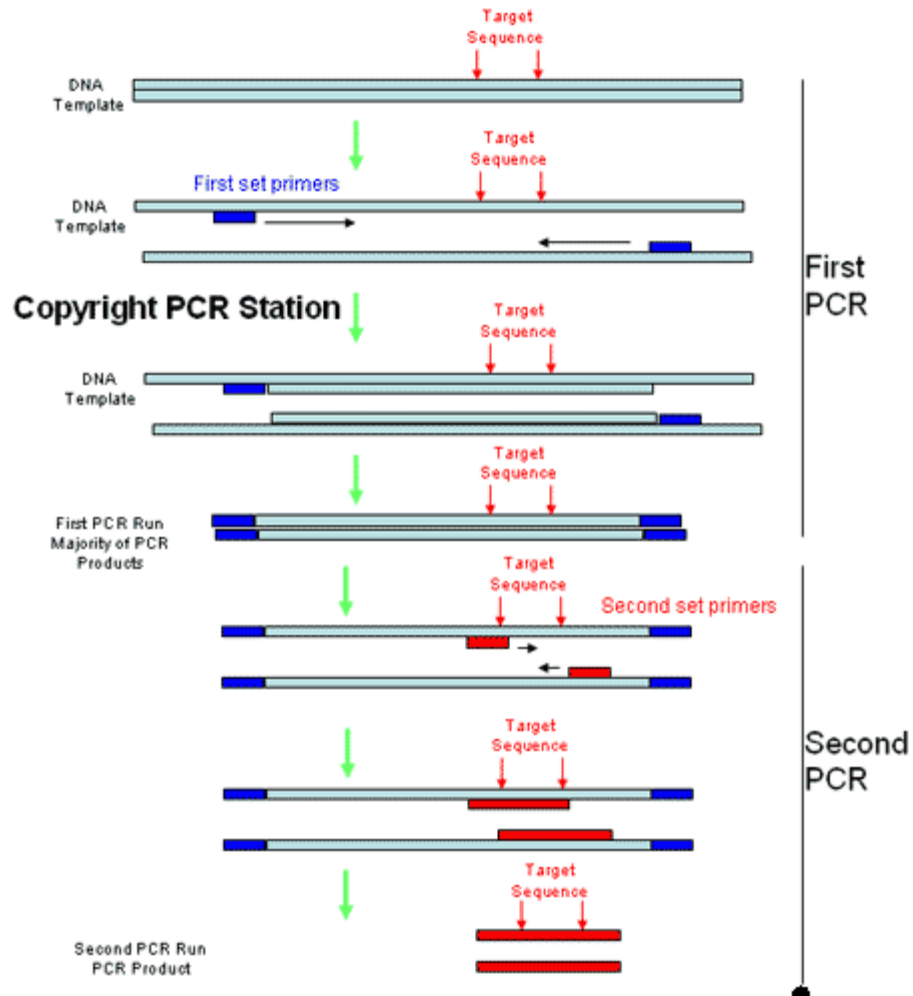 Target
Sequence
DNA
Template
Target
Sequence
First set primers
DNA
Template
First
PCR
Copyright PCR Station
Target
Sequence
DNA
Template
Target
Sequence
First PCR Run
Majority of PCR
Products
Target
Sequence
Second set primers
Target
Sequence
Second
PCR
Target
Sequence
Second PCR Run
PCR Product